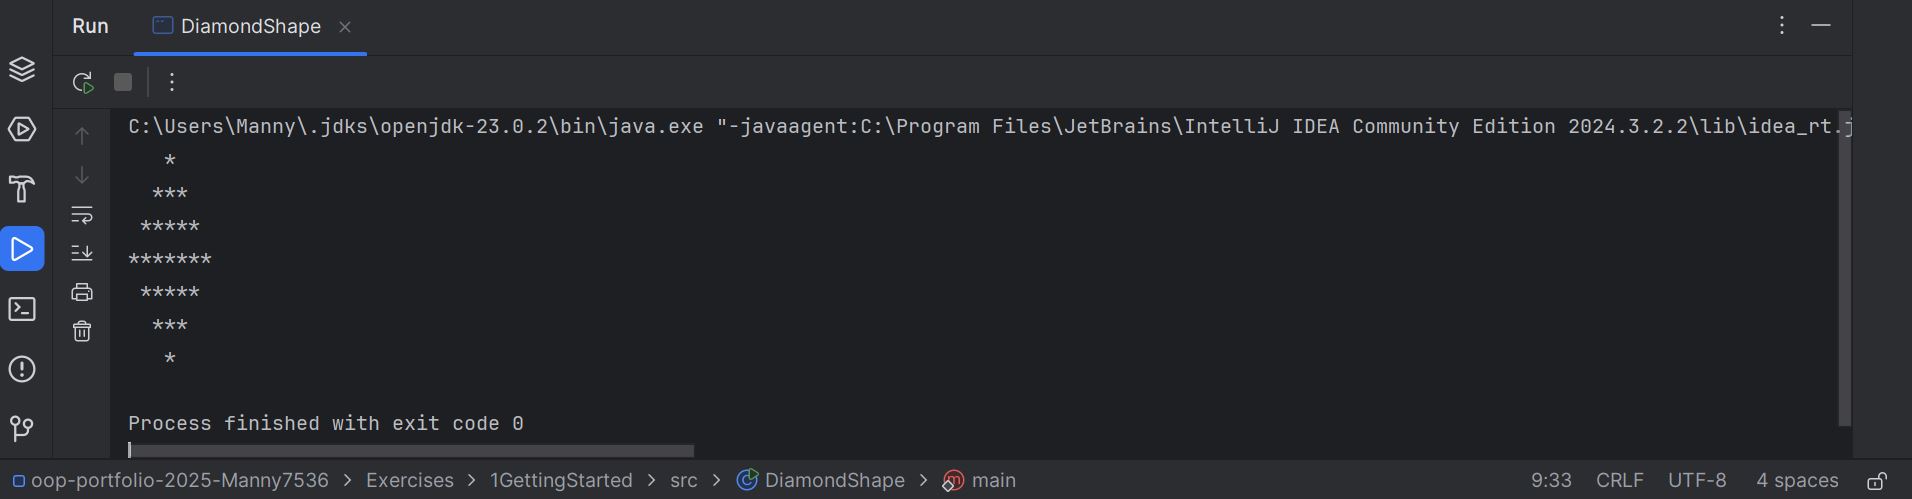 Run DiamondShape
C:\Users\Manny\.jdks\openjdk-23.0.2\bin\java.exe "-javaagent:C:\Program Files\JetBrains\IntelliJ IDEA Community Edition 2024.3.2.2\lib\idea_rt.j
   *
  ***
 *****
*******
 *****
  ***
   *
Process finished with exit code 0
oop-portfolio-2025-Manny7536 > Exercises > 1GettingStarted > src > DiamondShape > main 9:33 CRLF UTF-8 4 spaces